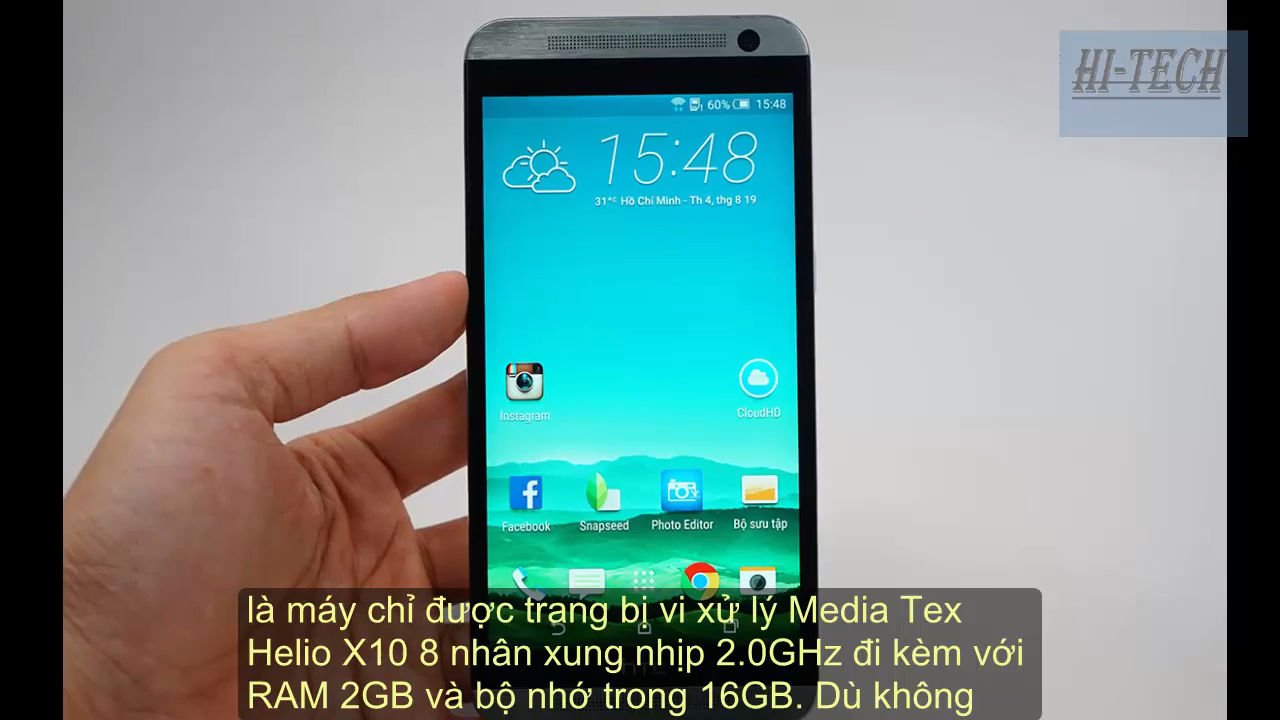 HI-TECH
60% 15:48
15:48
31°C Hồ Chí Minh - Th 4, thg 8 19
Instagram
CloudHD
Facebook
Snapseed
Photo Editor
Bộ sưu tập
là máy chỉ được trang bị vi xử lý Media Tex
Helio X10 8 nhân xung nhịp 2.0GHz đi kèm với
RAM 2GB và bộ nhớ trong 16GB. Dù không